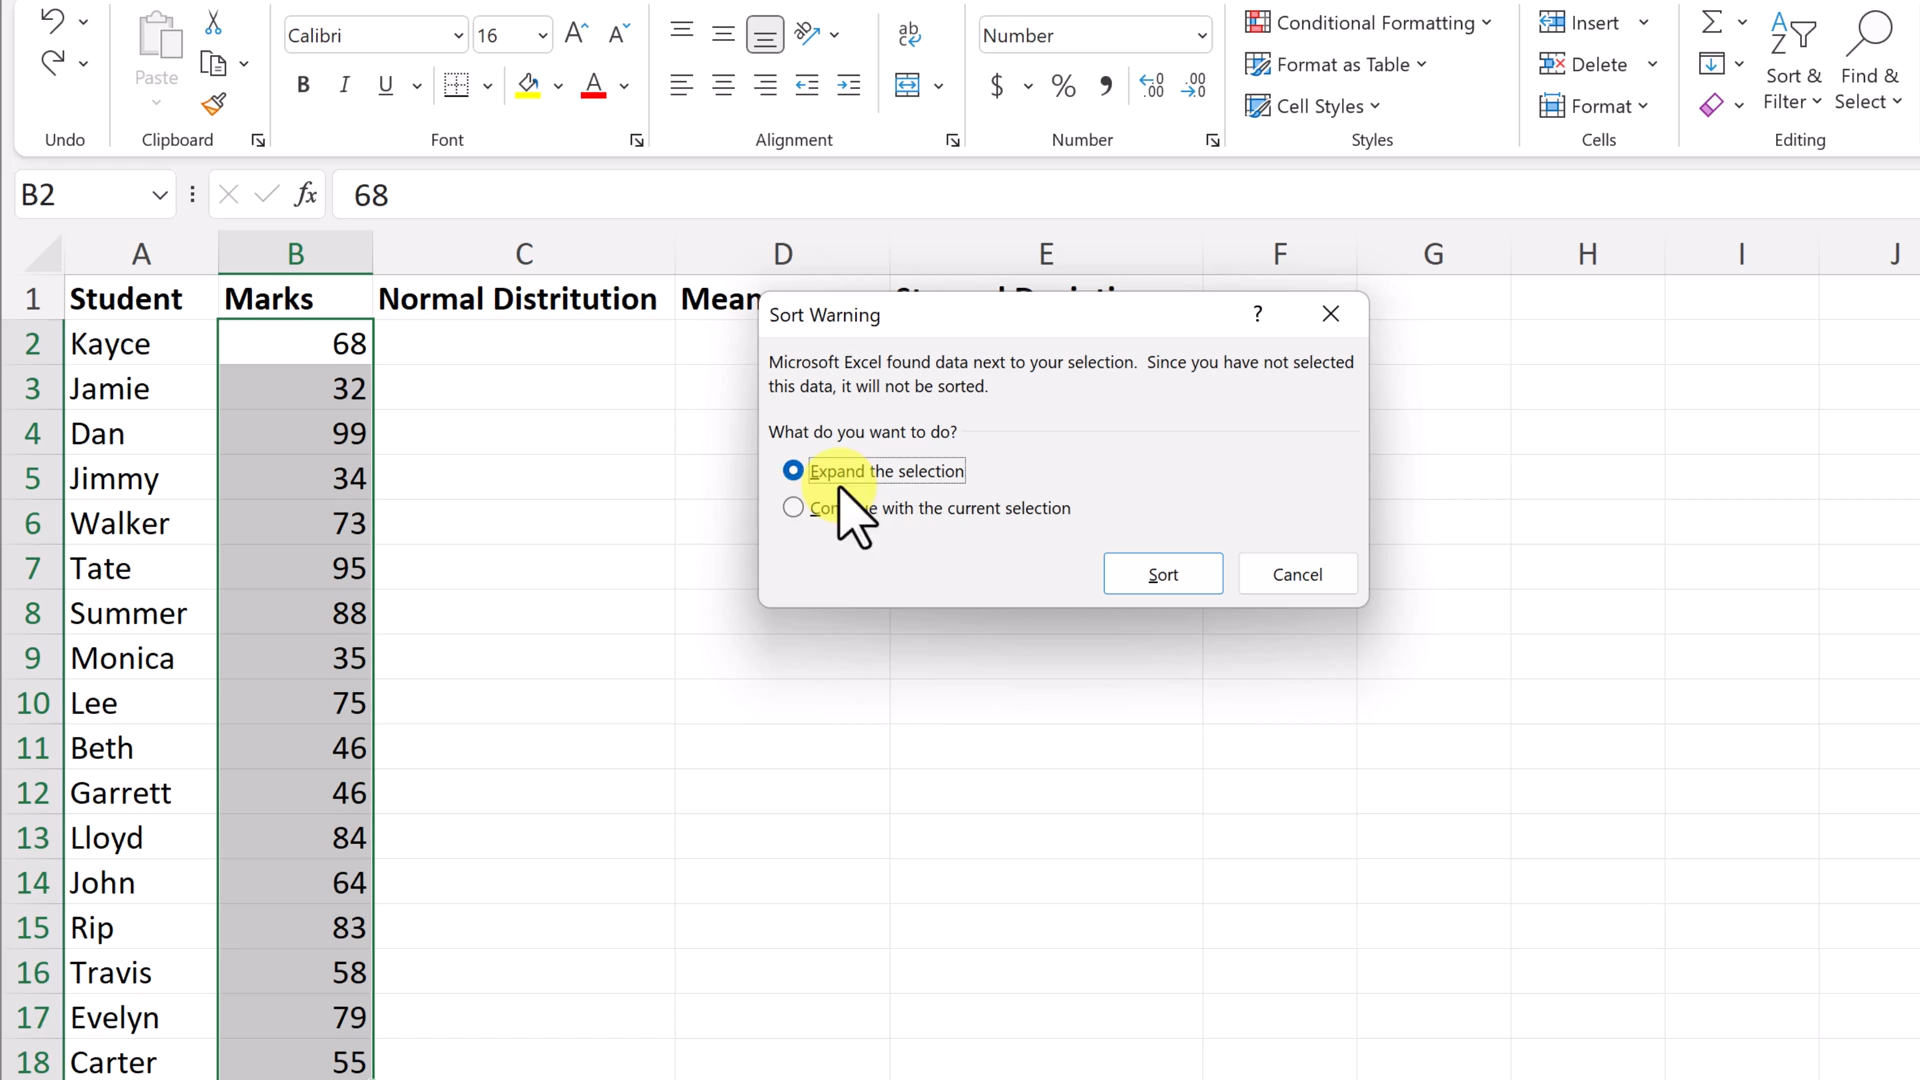 Calibri 16 Number
Conditional Formatting Insert
Paste
Format as Table Delete Sort & Find &
B I U $ % .00 .00 Filter Select
Cell Styles Format
Undo Clipboard Font Alignment Number Styles Cells Editing
B2 fx 68
A B C D E F G H I J
1 Student Marks Normal Distritution Mean
Sort Warning ?
Microsoft Excel found data next to your selection. Since you have not selected
this data, it will not be sorted.
What do you want to do?
Expand the selection
with the current selection
Sort Cancel
2 Kayce 68
3 Jamie 32
4 Dan 99
5 Jimmy 34
6 Walker 73
7 Tate 95
8 Summer 88
9 Monica 35
10 Lee 75
11 Beth 46
12 Garrett 46
13 Lloyd 84
14 John 64
15 Rip 83
16 Travis 58
17 Evelyn 79
18 Carter 55